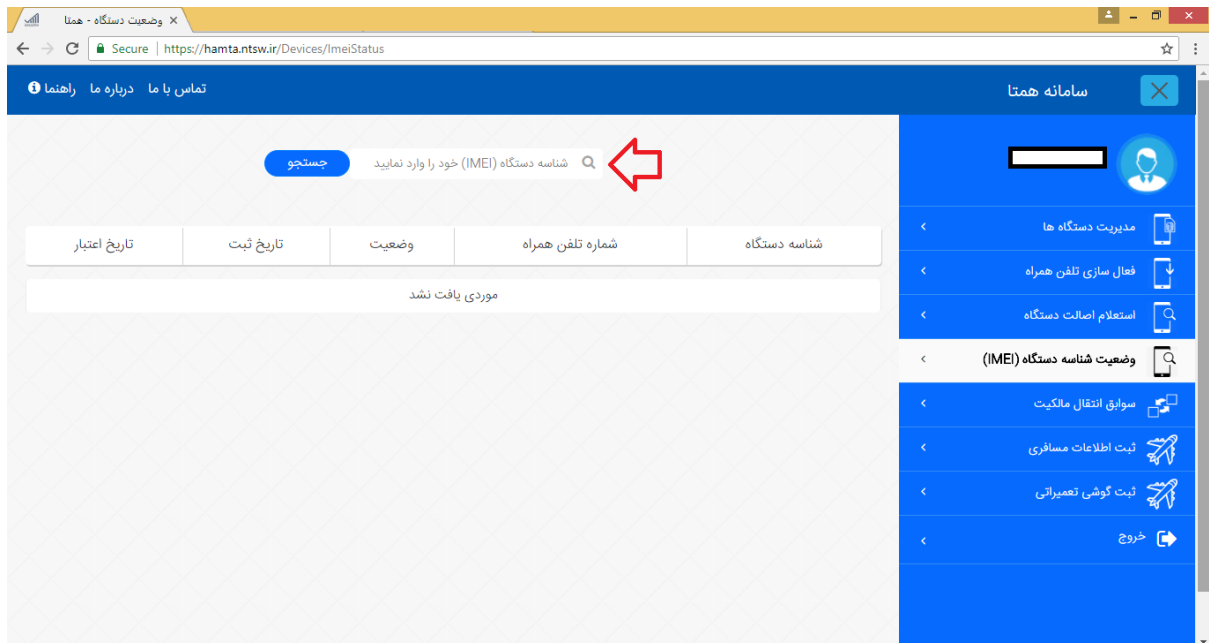 وضعیت دستگاه - همتا
Secure | https://hamta.ntsw.ir/Devices/ImeiStatus
سامانه همتا
تماس با ما درباره ما راهنما
شناسه دستگاه (IMEI) خود را وارد نمایید
جستجو
شناسه دستگاه شماره تلفن همراه وضعیت تاریخ ثبت تاریخ اعتبار
موردی یافت نشد
مدیریت دستگاه ها
فعال سازی تلفن همراه
استعلام اصالت دستگاه
وضعیت شناسه دستگاه (IMEI)
سوابق انتقال مالکیت
ثبت اطلاعات مسافری
ثبت گوشی تعمیراتی
خروج